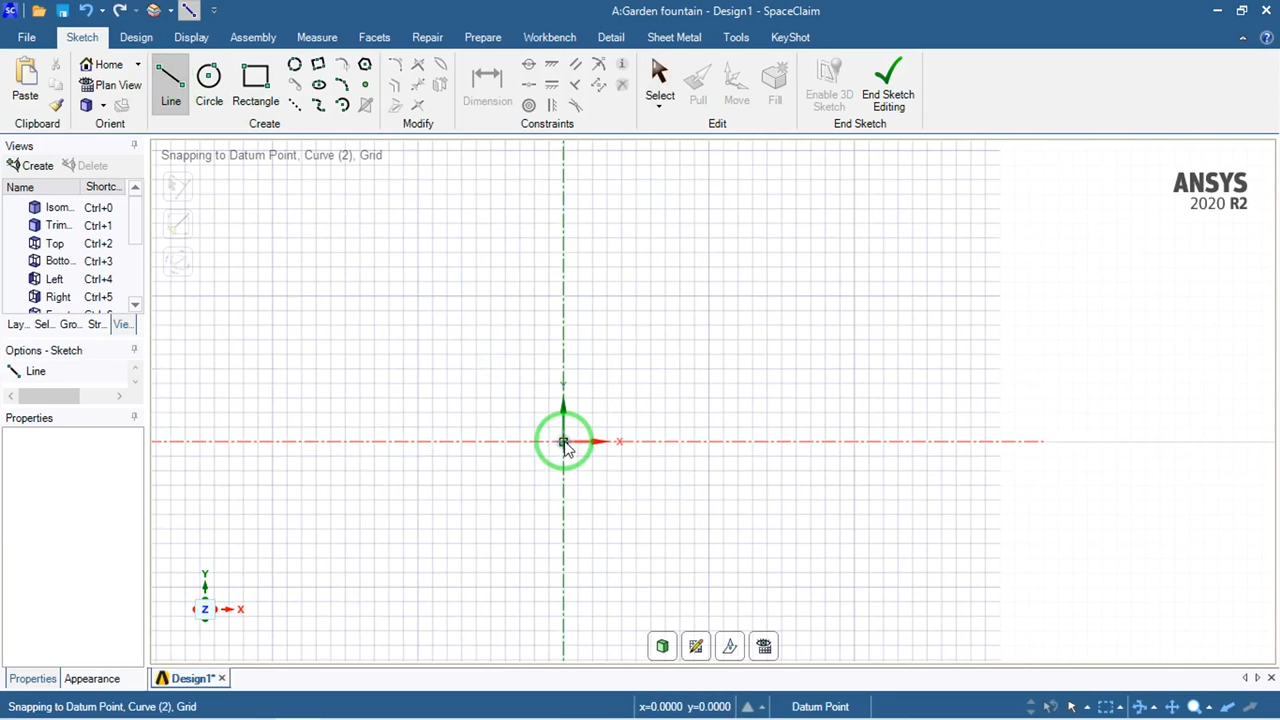 A:Garden fountain - Design1 - SpaceClaim
File Sketch Design Display Assembly Measure Facets Repair Prepare Workbench Detail Sheet Metal Tools KeyShot
Home
Plan View
Paste
Line Circle Rectangle
Dimension
Select Pull Move Fill
Enable 3D Sketch
End Sketch Editing
Clipboard Orient Create Modify Constraints Edit End Sketch
Views
Create Delete
Name Shortc...
Isom... Ctrl+0
Trim... Ctrl+1
Top Ctrl+2
Botto... Ctrl+3
Left Ctrl+4
Right Ctrl+5
Lay... Sel... Gro... Str... Vie...
Options - Sketch
Line
Properties
Snapping to Datum Point, Curve (2), Grid
ANSYS
2020 R2
Y
X
Y
Z X
Properties Appearance
Design1*
Snapping to Datum Point, Curve (2), Grid
x=0.0000 y=0.0000
Datum Point